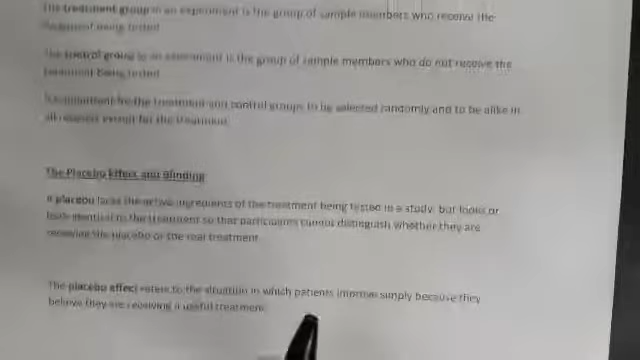 The treatment group in an experiment is the group of sample members who receive the
treatment being tested
The control group in an experiment is the group of sample members who do not receive the
treatment being tested
It is important for the treatment and control groups to be selected randomly and to be alike in
all respects except for the treatment
The Placebo Effect and Blinding
A placebo lacks the active ingredients of the treatment being tested in a study, but looks or
feels identical to the treatment so that participants cannot distinguish whether they are
receiving the placebo or the real treatment
The placebo effect refers to the situation in which patients improve simply because they
believe they are receiving a useful treatment.